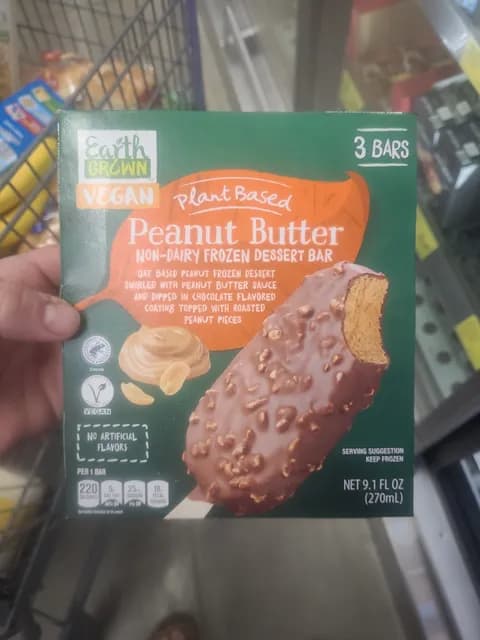 Earth
GROWN
VEGAN
3 BARS
Plant Based
Peanut Butter
NON-DAIRY FROZEN DESSERT BAR
OAT BASED PEANUT FROZEN DESSERT
SWIRLED WITH PEANUT BUTTER SAUCE
AND DIPPED IN CHOCOLATE FLAVORED
COATING TOPPED WITH ROASTED
PEANUT PIECES
VEGAN
NO ARTIFICIAL
FLAVORS
SERVING SUGGESTION
KEEP FROZEN
PER 1 BAR
220
NET 9.1 FL OZ
(270mL)